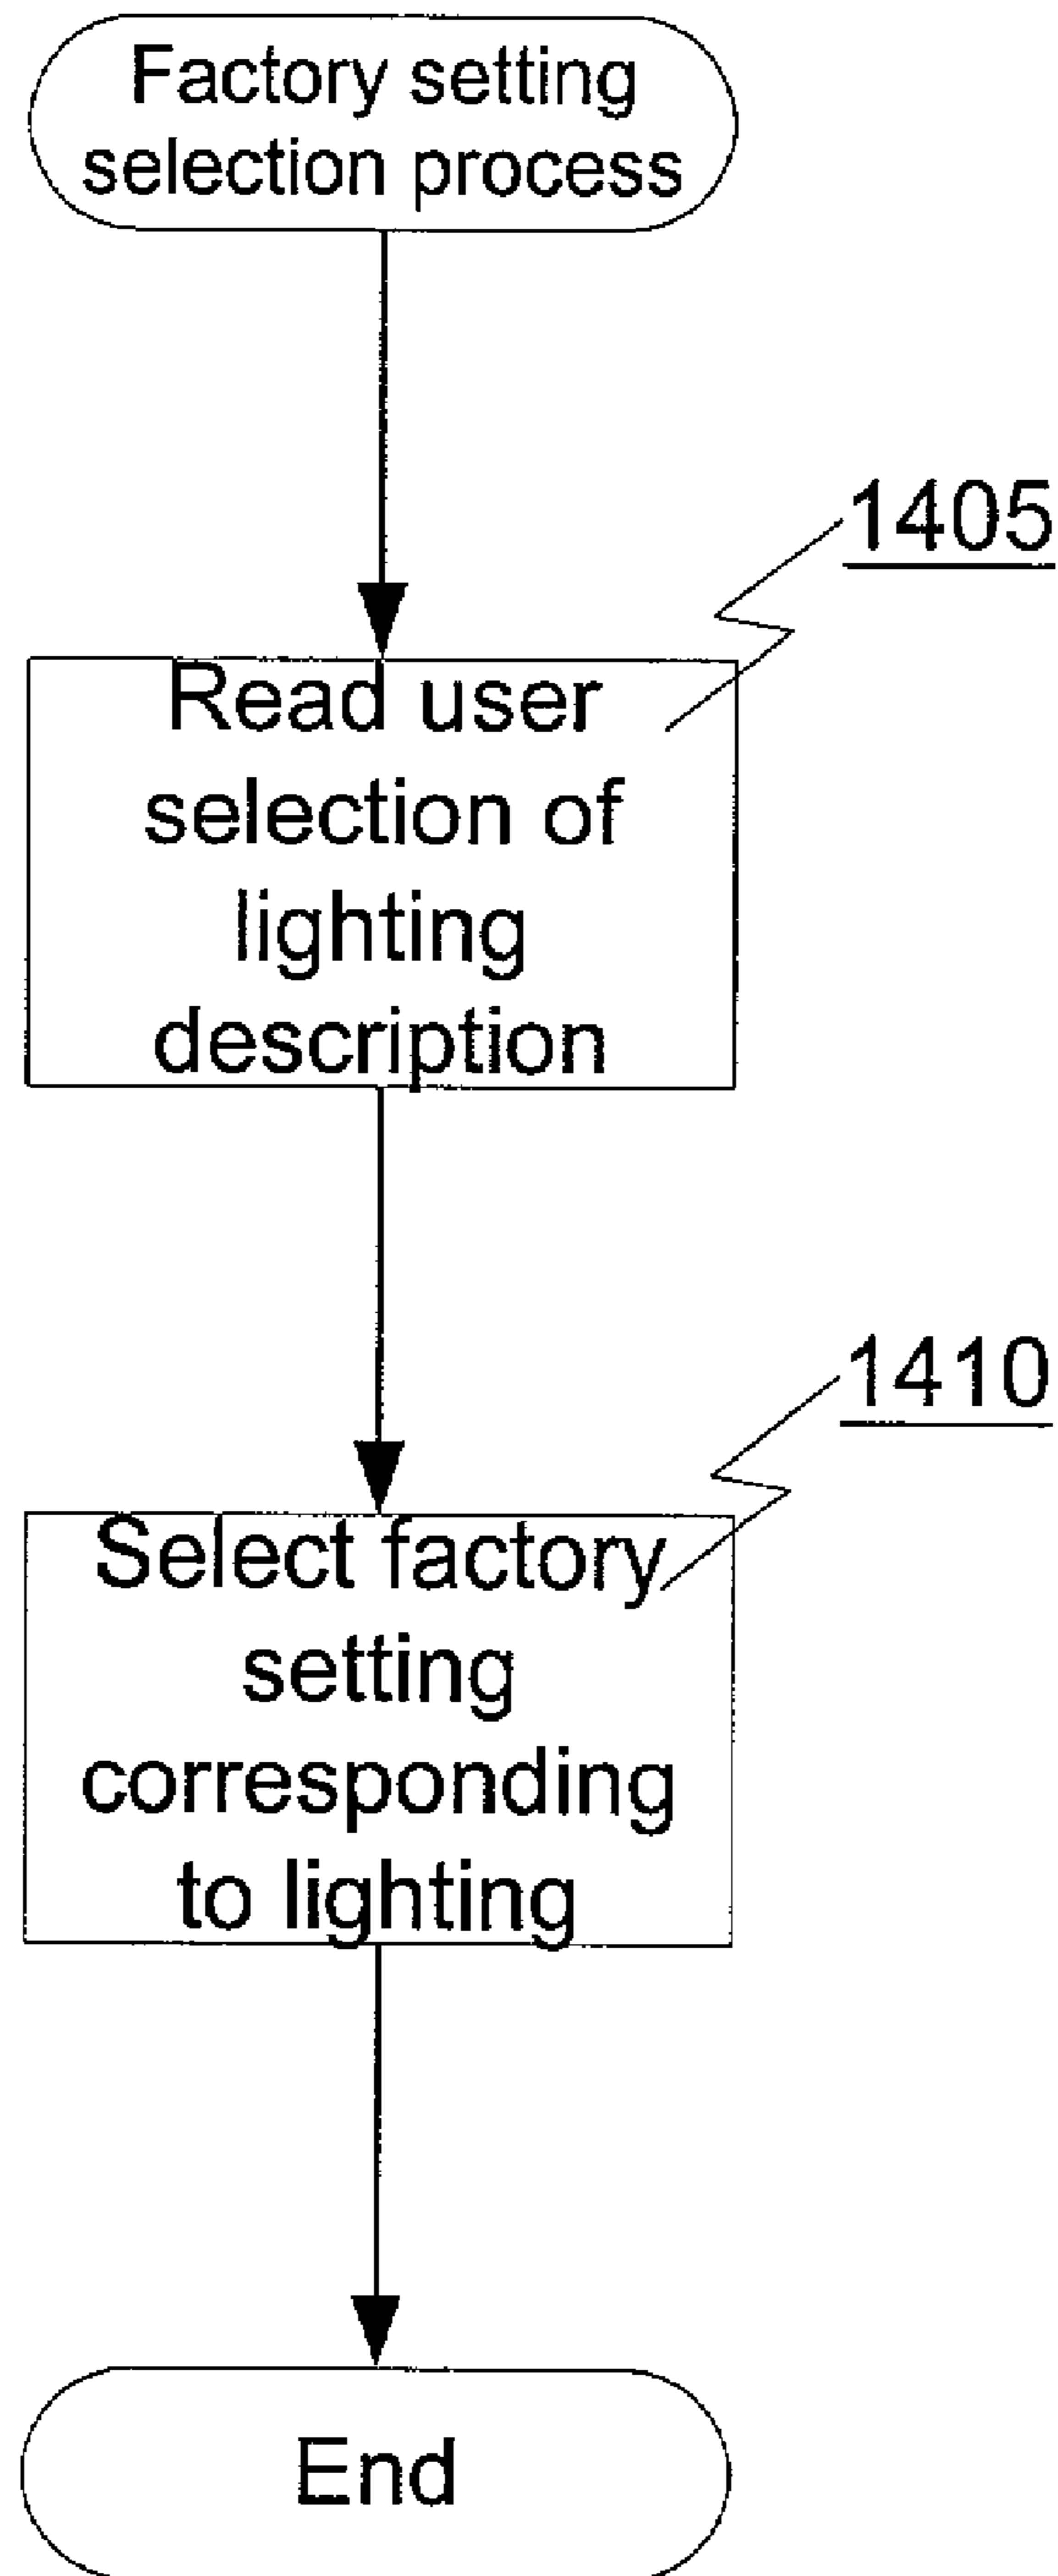 Factory setting
selection process
1405
Read user
selection of
lighting
description
1410
Select factory
setting
corresponding
to lighting
End